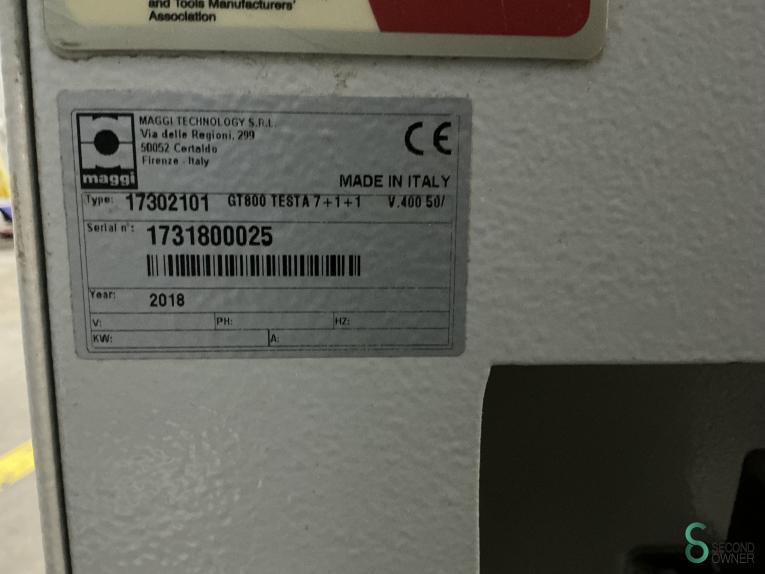 and Tools Manufacturers'
Association
MAGGI TECHNOLOGY S.R.L.
Via delle Regioni, 299
50052 Certaldo
Firenze - Italy
CE
maggi
MADE IN ITALY
Type: 17302101 GT800 TESTA 7+1+1 V.400 50/
Serial n°: 1731800025
Year: 2018
V: PH: HZ:
KW: A:
SECOND
OWNER